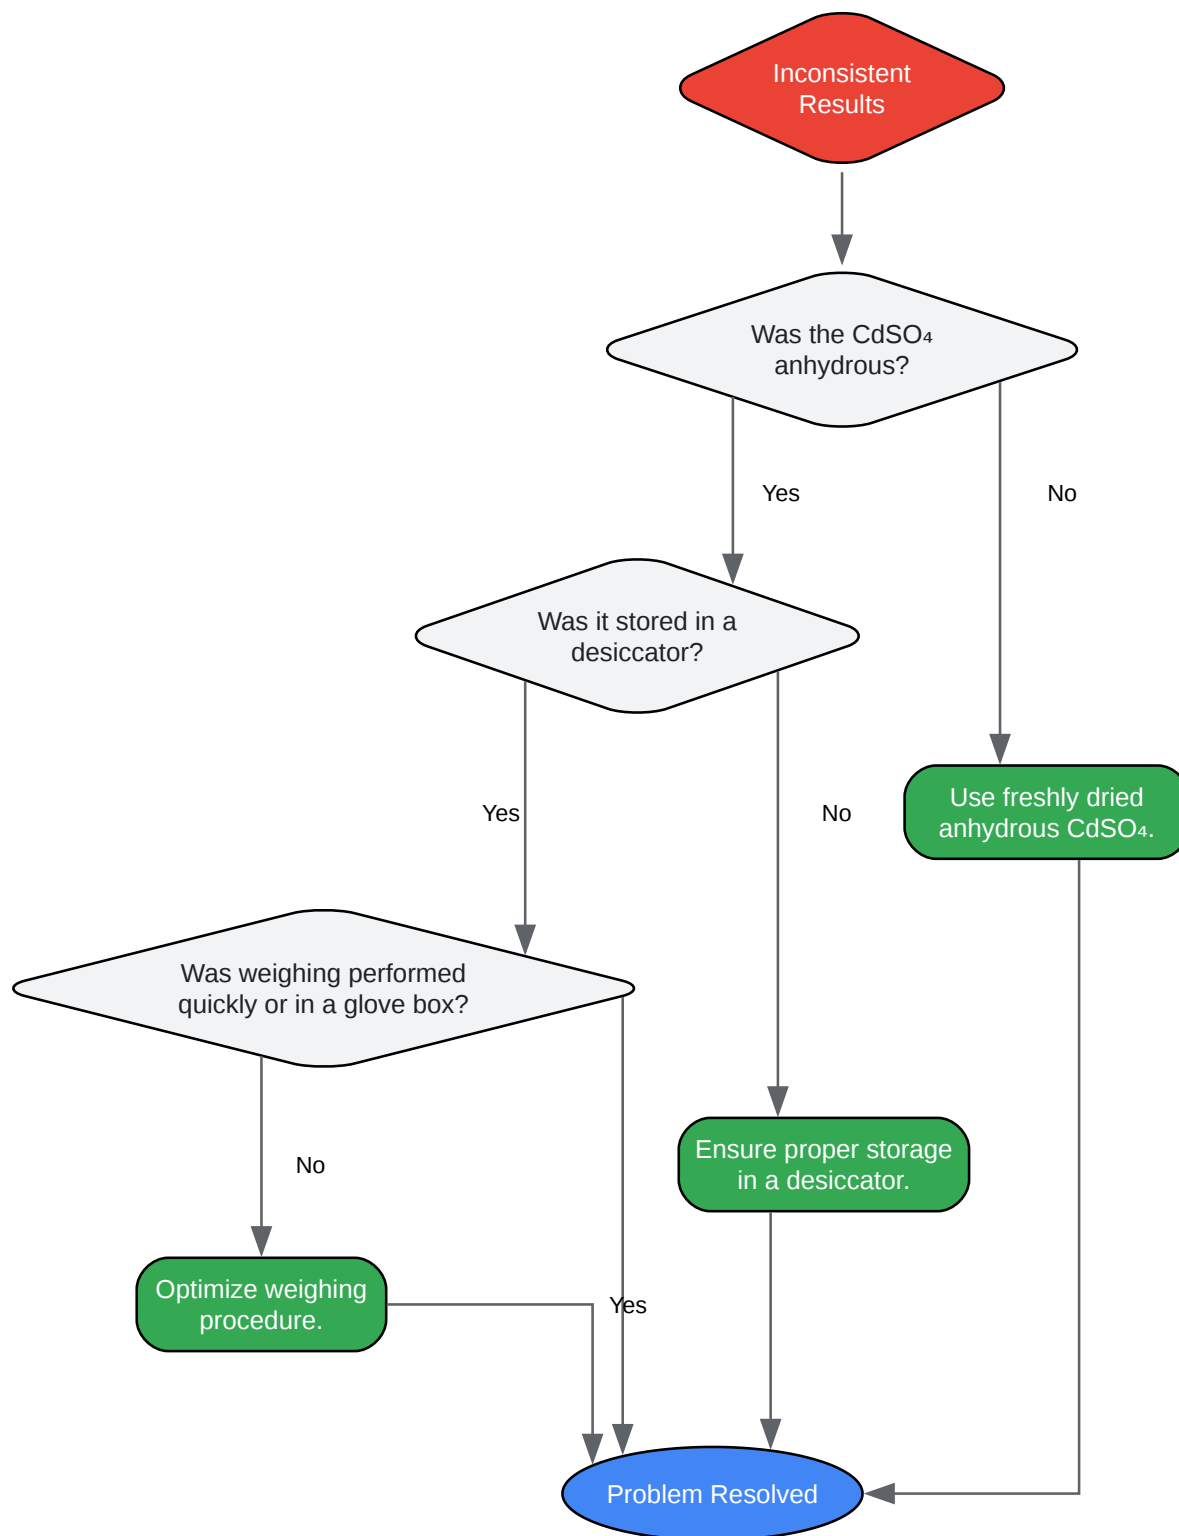 Inconsistent
Results
Was the CdSO₄
anhydrous?
Yes
No
Was it stored in a
desiccator?
Yes
No
Use freshly dried
anhydrous CdSO₄.
Was weighing performed
quickly or in a glove box?
No
Ensure proper storage
in a desiccator.
Optimize weighing
procedure.
Yes
Problem Resolved